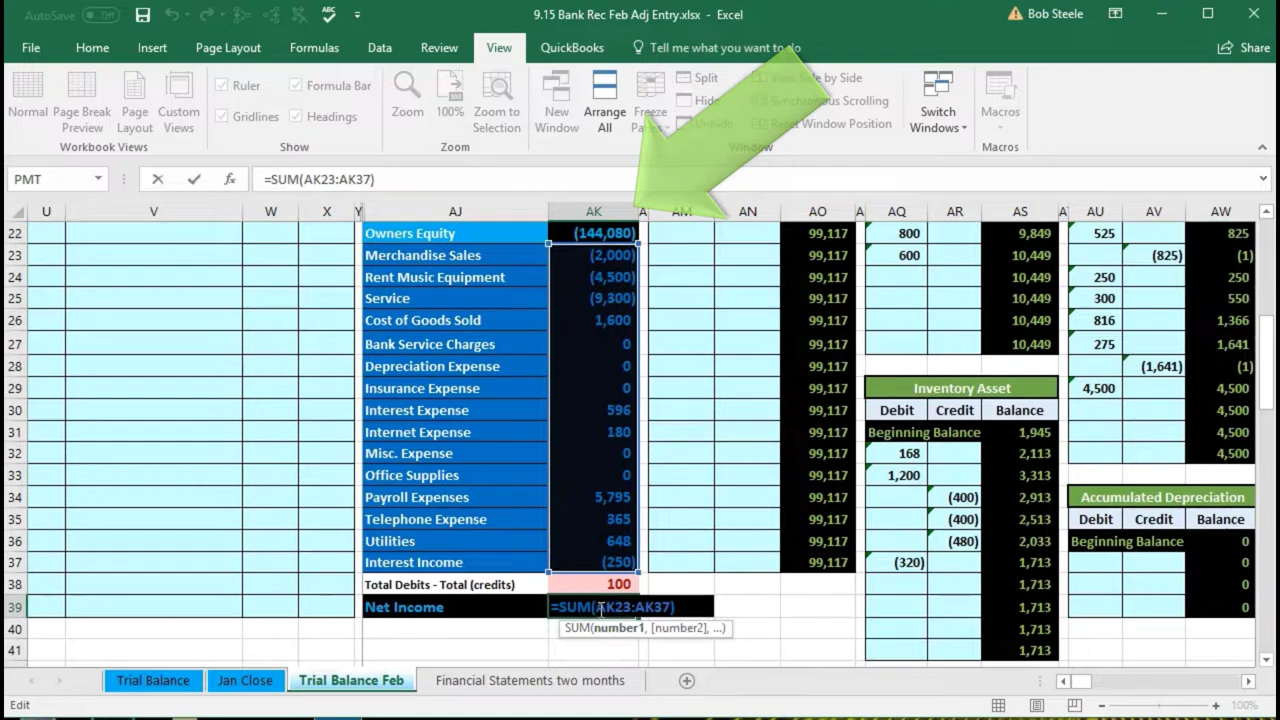 AutoSave Off ABC 9.15 Bank Rec Feb Adj Entry.xlsx - Excel Bob Steele
File Home Insert Page Layout Formulas Data Review View QuickBooks Tell me what you want to do Share
Ruler Formula Bar Split View Side by Side
Normal Page Break Page Custom Zoom 100% Zoom to New Arrange Freeze Hide Synchronous Scrolling Switch Macros
Preview Layout Views Gridlines Headings Selection Window All Panes Unhide Reset Window Position Windows
Workbook Views Show Zoom Window Macros
PMT fx =SUM(AK23:AK37)
U V W X Y AJ AK A AM AN AO A AQ AR AS AT AU AV AW
22 Owners Equity (144,080) 99,117 800 9,849 525 825
23 Merchandise Sales (2,000) 99,117 600 10,449 (825) (1)
24 Rent Music Equipment (4,500) 99,117 10,449 250 250
25 Service (9,300) 99,117 10,449 300 550
26 Cost of Goods Sold 1,600 99,117 10,449 816 1,366
27 Bank Service Charges 0 99,117 10,449 275 1,641
28 Depreciation Expense 0 99,117 (1,641) (1)
29 Insurance Expense 0 99,117 Inventory Asset 4,500 4,500
30 Interest Expense 596 99,117 Debit Credit Balance 4,500
31 Internet Expense 180 99,117 Beginning Balance 1,945 4,500
32 Misc. Expense 0 99,117 168 2,113 4,500
33 Office Supplies 0 99,117 1,200 3,313
34 Payroll Expenses 5,795 99,117 (400) 2,913 Accumulated Depreciation
35 Telephone Expense 365 99,117 (400) 2,513 Debit Credit Balance
36 Utilities 648 99,117 (480) 2,033 Beginning Balance 0
37 Interest Income (250) 99,117 (320) 1,713 0
38 Total Debits - Total (credits) 100 1,713 0
39 Net Income =SUM(AK23:AK37) 1,713 0
40 SUM(number1, [number2], ...) 1,713
41 1,713
Trial Balance Jan Close Trial Balance Feb Financial Statements two months
Edit 100%